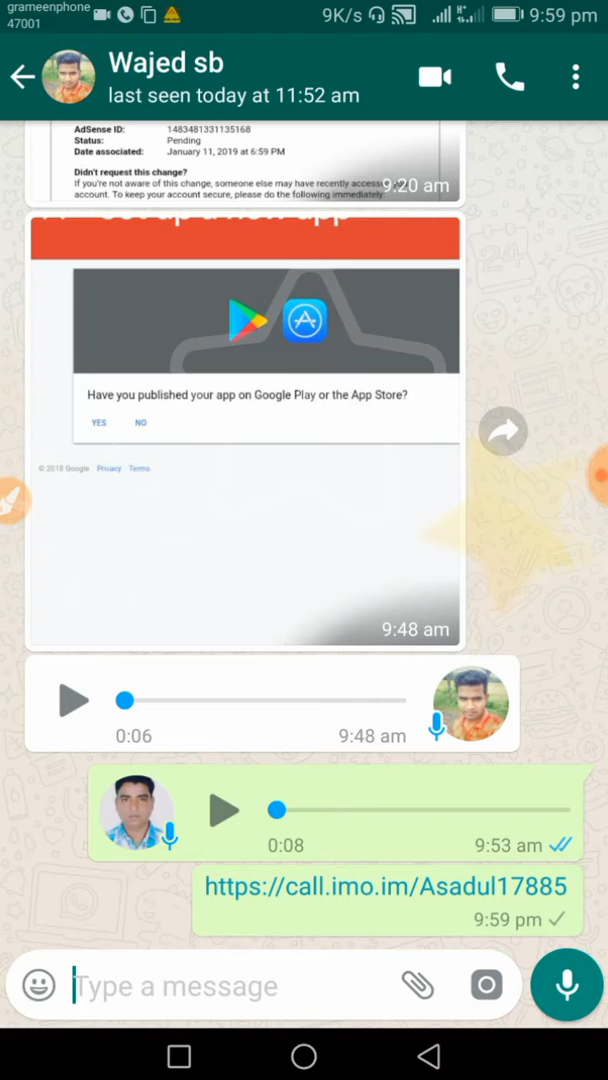 grameenphone
47001
9K/s
9:59 pm
Wajed sb
last seen today at 11:52 am
AdSense ID: 1483481331135168
Status: Pending
Date associated: January 11, 2019 at 6:59 PM
Didn't request this change?
If you're not aware of this change, someone else may have recently
account. To keep your account secure, please do the following immediately:
9:20 am
Set up a new app
Have you published your app on Google Play or the App Store?
YES NO
© 2018 Google Privacy Terms
9:48 am
0:06 9:48 am
0:08 9:53 am
https://call.imo.im/Asadul17885
9:59 pm
Type a message